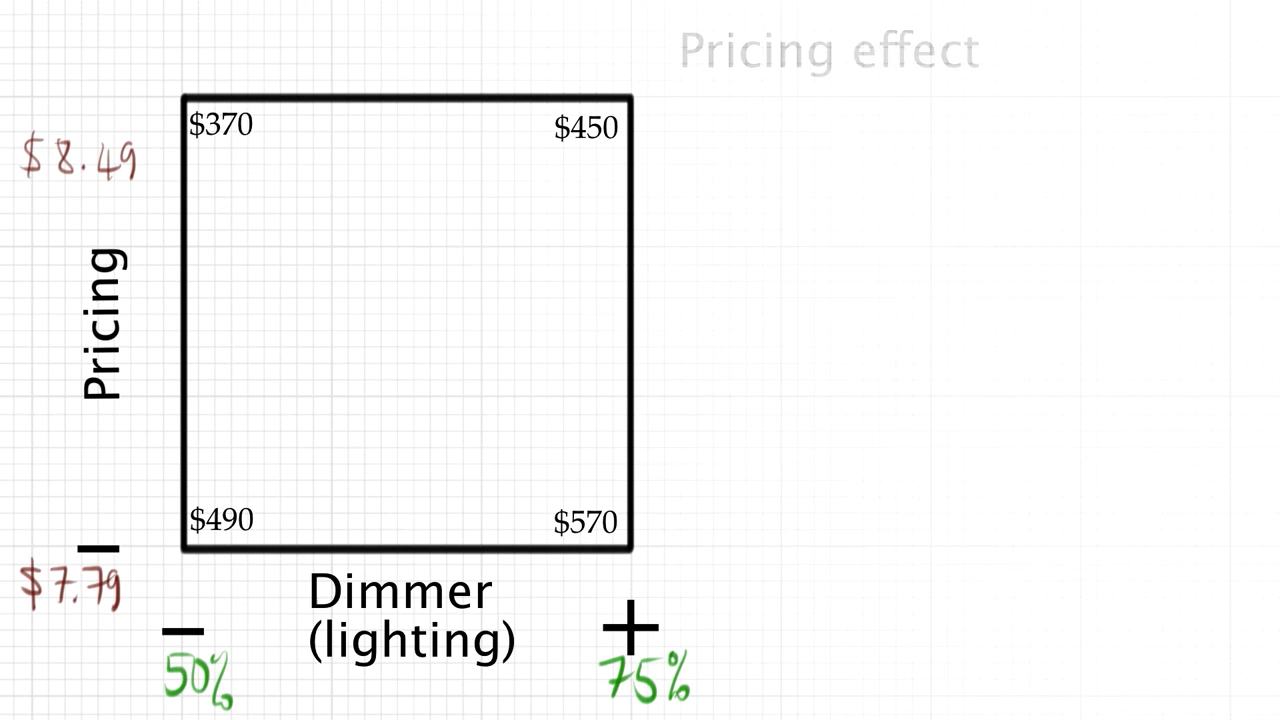 Pricing effect
$370
$450
$8.49
Pricing
$490
$570
−
$7.79
Dimmer
(lighting)
− +
50%
75%